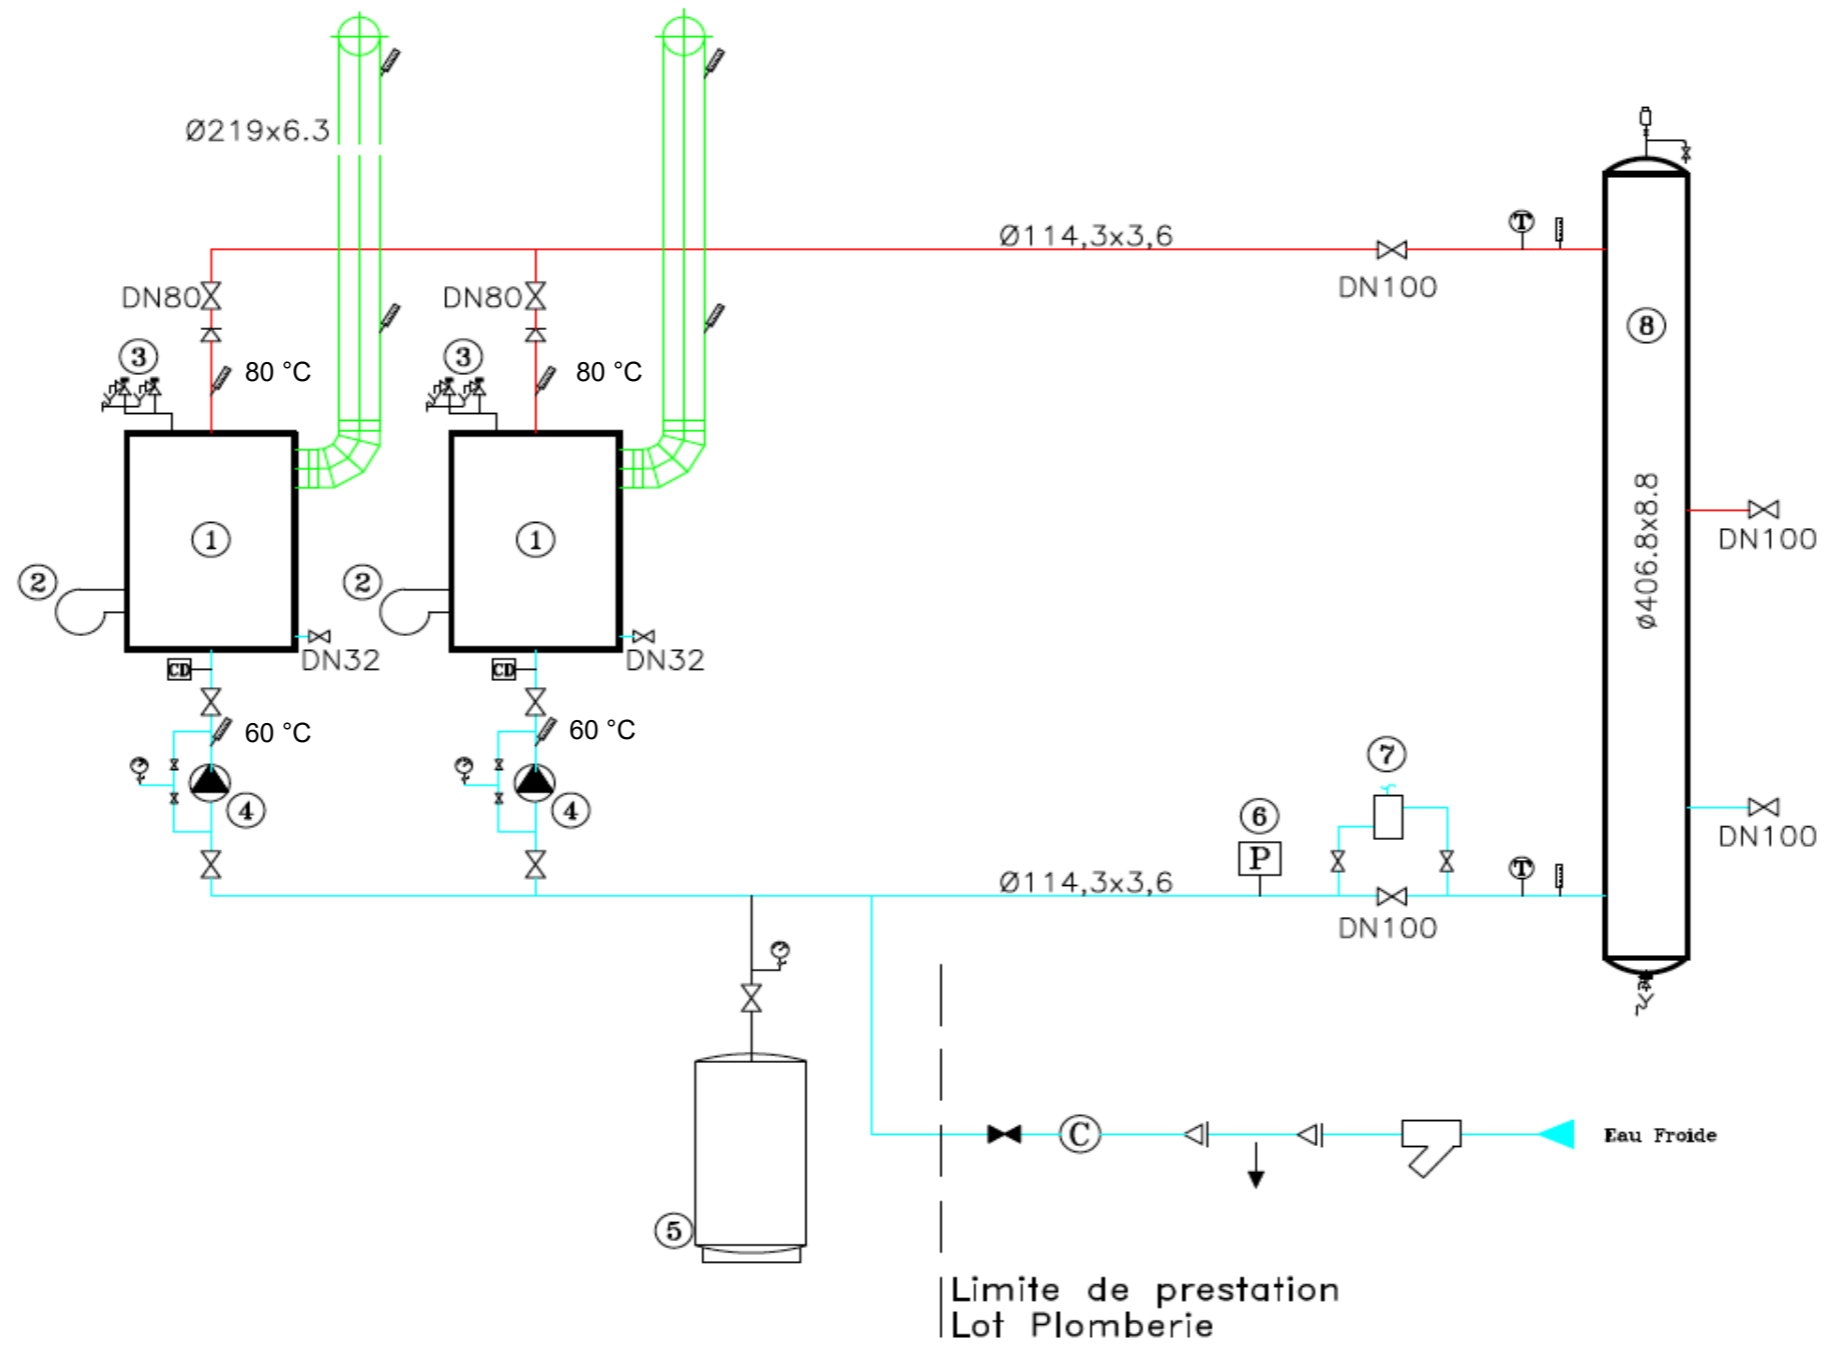 Ø219x6.3
T
Ø114,3x3,6
DN100
DN80
DN80
8
3
80 °C
3
80 °C
Ø406.8x8.8
DN100
1
1
2
2
DN32
DN32
CD
CD
60 °C
60 °C
7
4
4
6
P
DN100
T
Ø114,3x3,6
DN100
C
Eau Froide
5
Limite de prestation
Lot Plomberie